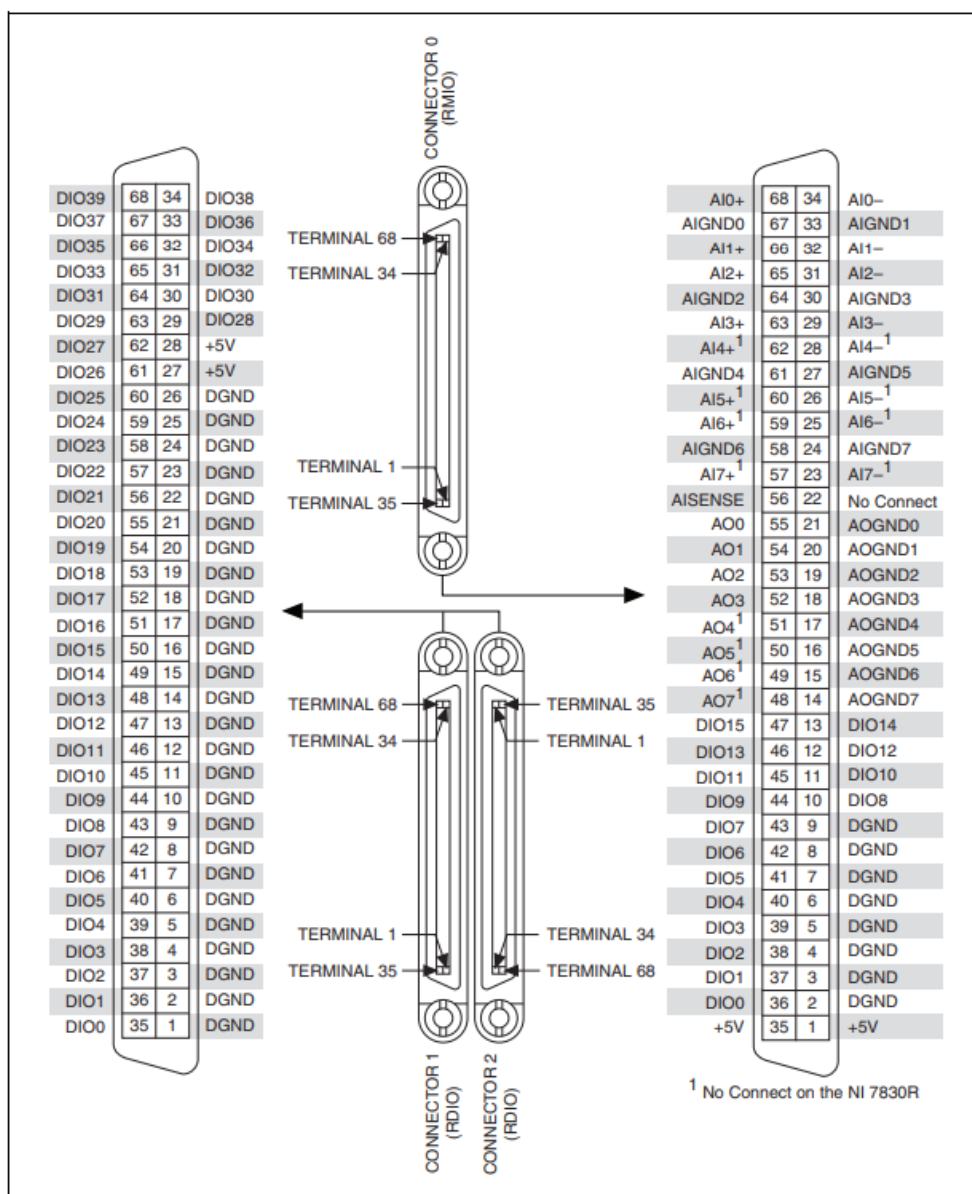 CONNECTOR 0
(RMIO)
DIO39 68 34 DIO38
DIO37 67 33 DIO36
DIO35 66 32 DIO34
DIO33 65 31 DIO32
DIO31 64 30 DIO30
DIO29 63 29 DIO28
DIO27 62 28 +5V
DIO26 61 27 +5V
DIO25 60 26 DGND
DIO24 59 25 DGND
DIO23 58 24 DGND
DIO22 57 23 DGND
DIO21 56 22 DGND
DIO20 55 21 DGND
DIO19 54 20 DGND
DIO18 53 19 DGND
DIO17 52 18 DGND
DIO16 51 17 DGND
DIO15 50 16 DGND
DIO14 49 15 DGND
DIO13 48 14 DGND
DIO12 47 13 DGND
DIO11 46 12 DGND
DIO10 45 11 DGND
DIO9 44 10 DGND
DIO8 43 9 DGND
DIO7 42 8 DGND
DIO6 41 7 DGND
DIO5 40 6 DGND
DIO4 39 5 DGND
DIO3 38 4 DGND
DIO2 37 3 DGND
DIO1 36 2 DGND
DIO0 35 1 DGND
TERMINAL 68
TERMINAL 34
TERMINAL 1
TERMINAL 35
TERMINAL 68
TERMINAL 34
TERMINAL 1
TERMINAL 35
TERMINAL 35
TERMINAL 1
TERMINAL 34
TERMINAL 68
CONNECTOR 1
(RDIO)
CONNECTOR 2
(RDIO)
AI0+ 68 34 AI0–
AIGND0 67 33 AIGND1
AI1+ 66 32 AI1–
AI2+ 65 31 AI2–
AIGND2 64 30 AIGND3
AI3+ 63 29 AI3–
AI4+1 62 28 AI4–1
AIGND4 61 27 AIGND5
AI5+1 60 26 AI5–1
AI6+1 59 25 AI6–1
AIGND6 58 24 AIGND7
AI7+1 57 23 AI7–1
AISENSE 56 22 No Connect
AO0 55 21 AOGND0
AO1 54 20 AOGND1
AO2 53 19 AOGND2
AO3 52 18 AOGND3
AO41 51 17 AOGND4
AO51 50 16 AOGND5
AO61 49 15 AOGND6
AO71 48 14 AOGND7
DIO15 47 13 DIO14
DIO13 46 12 DIO12
DIO11 45 11 DIO10
DIO9 44 10 DIO8
DIO7 43 9 DGND
DIO6 42 8 DGND
DIO5 41 7 DGND
DIO4 40 6 DGND
DIO3 39 5 DGND
DIO2 38 4 DGND
DIO1 37 3 DGND
DIO0 36 2 DGND
+5V 35 1 +5V
1 No Connect on the NI 7830R